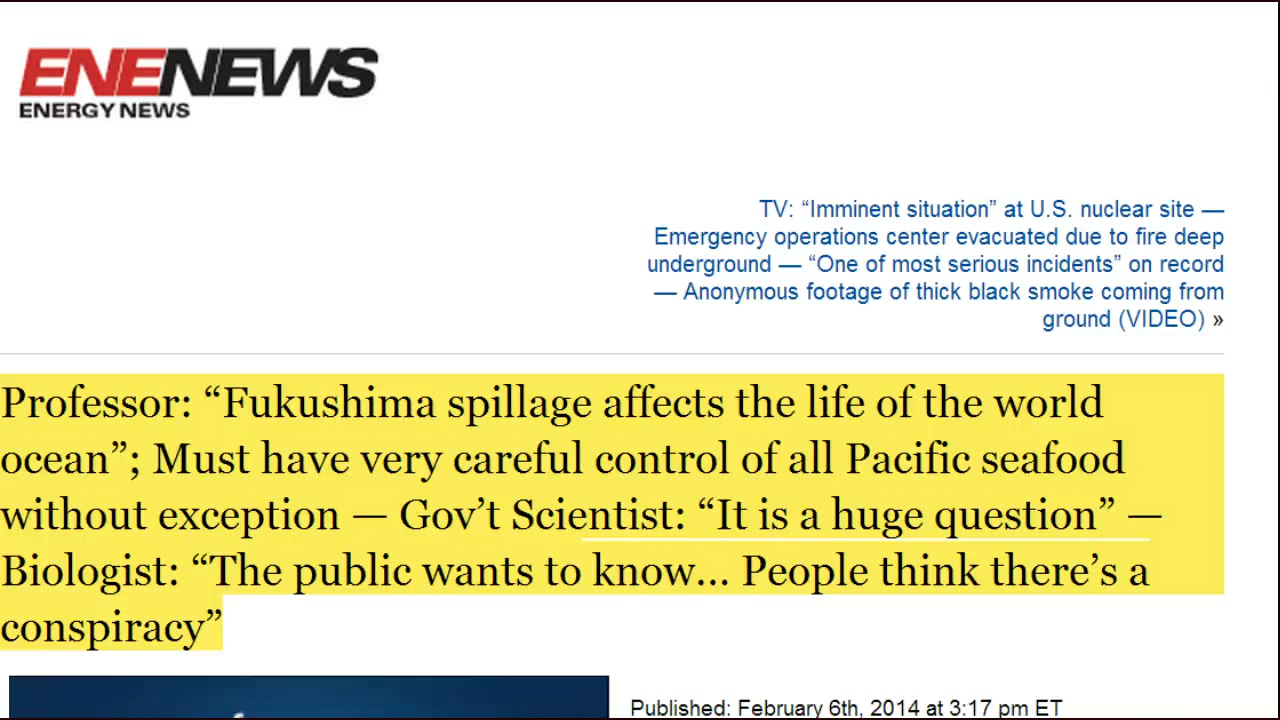 ENENEWS
ENERGY NEWS
TV: “Imminent situation” at U.S. nuclear site —
Emergency operations center evacuated due to fire deep
underground — “One of most serious incidents” on record
— Anonymous footage of thick black smoke coming from
ground (VIDEO) »
Professor: “Fukushima spillage affects the life of the world
ocean”; Must have very careful control of all Pacific seafood
without exception — Gov’t Scientist: “It is a huge question” —
Biologist: “The public wants to know... People think there’s a
conspiracy”
Published: February 6th, 2014 at 3:17 pm ET